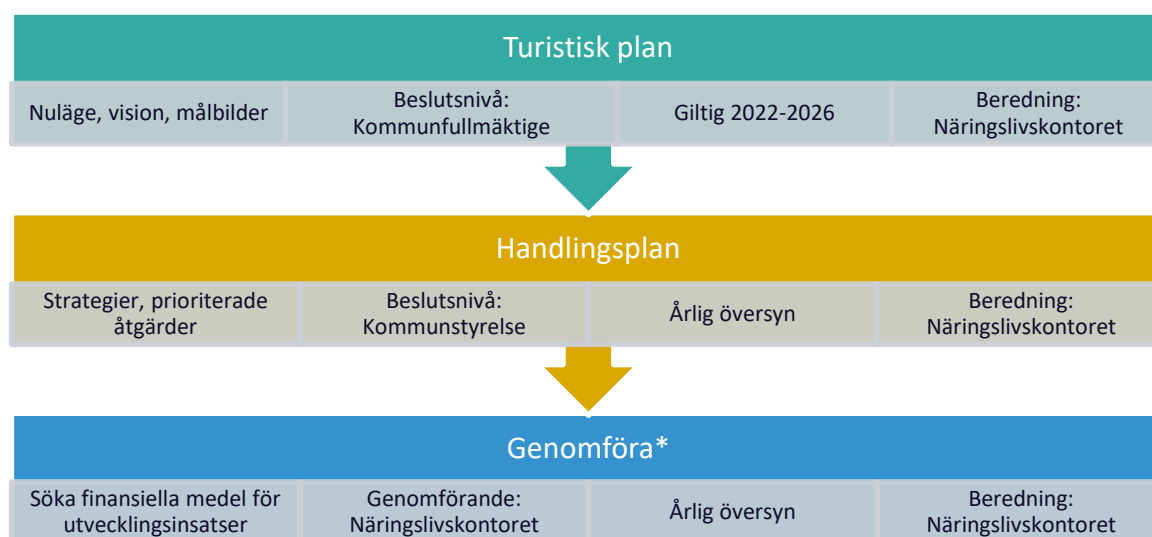 Turistisk plan
Nuläge, vision, målbilder
Beslutsnivå:
Kommunfullmäktige
Giltig 2022-2026
Beredning:
Näringslivskontoret
Handlingsplan
Strategier, prioriterade
åtgärder
Beslutsnivå:
Kommunstyrelse
Årlig översyn
Beredning:
Näringslivskontoret
Genomföra*
Söka finansiella medel för
utvecklingsinsatser
Genomförande:
Näringslivskontoret
Årlig översyn
Beredning:
Näringslivskontoret